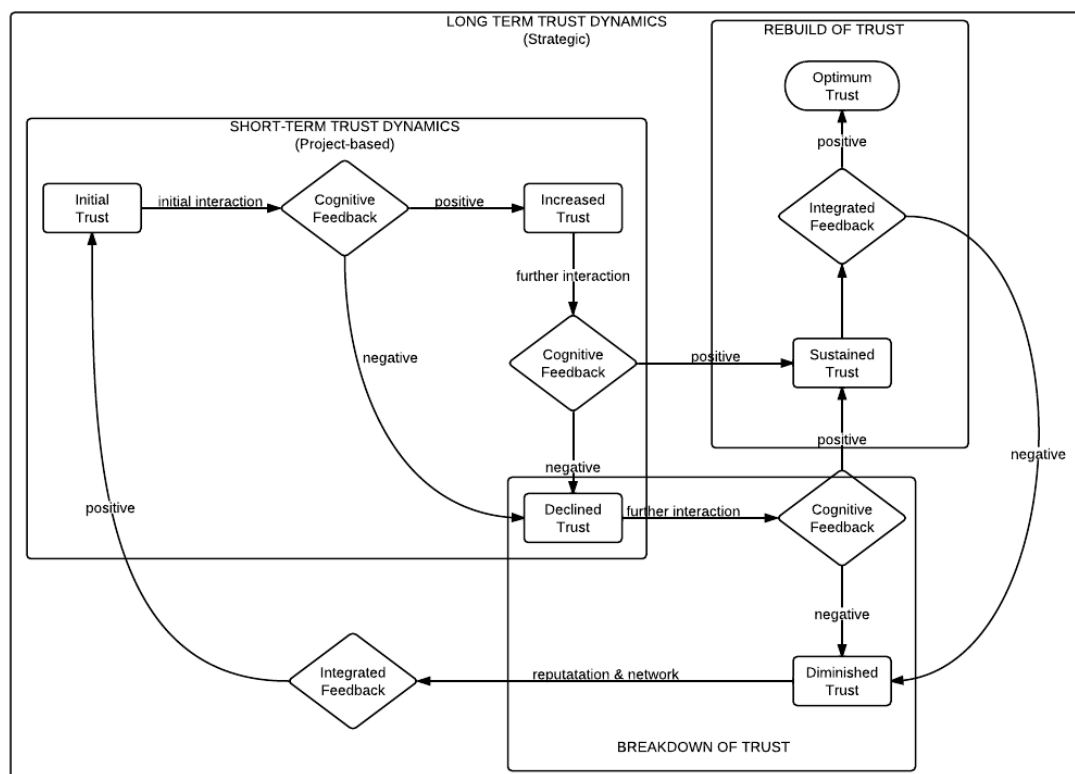 LONG TERM TRUST DYNAMICS
(Strategic)
REBUILD OF TRUST
Optimum
Trust
positive
SHORT-TERM TRUST DYNAMICS
(Project-based)
Initial
Trust
initial interaction
Cognitive
Feedback
positive
Increased
Trust
Integrated
Feedback
further interaction
negative
Cognitive
Feedback
positive
Sustained
Trust
positive
negative
negative
Declined
Trust
further interaction
Cognitive
Feedback
positive
negative
Integrated
Feedback
reputatation & network
Diminished
Trust
BREAKDOWN OF TRUST